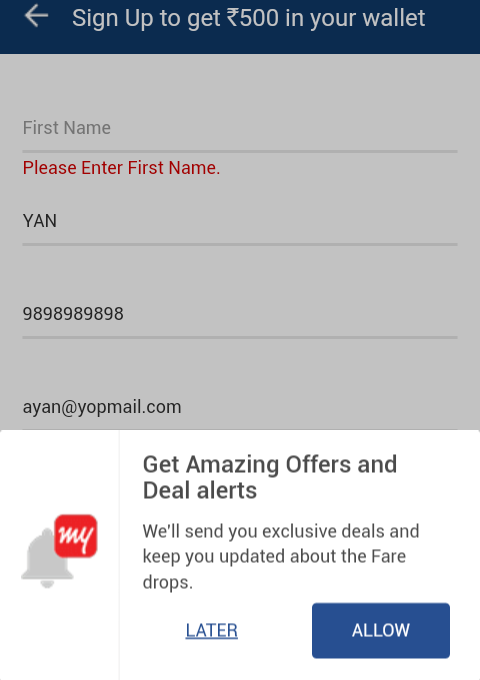 Sign Up to get ₹500 in your wallet
First Name
Please Enter First Name.
YAN
9898989898
ayan@yopmail.com
Get Amazing Offers and
Deal alerts
my
We'll send you exclusive deals and
keep you updated about the Fare
drops.
LATER ALLOW